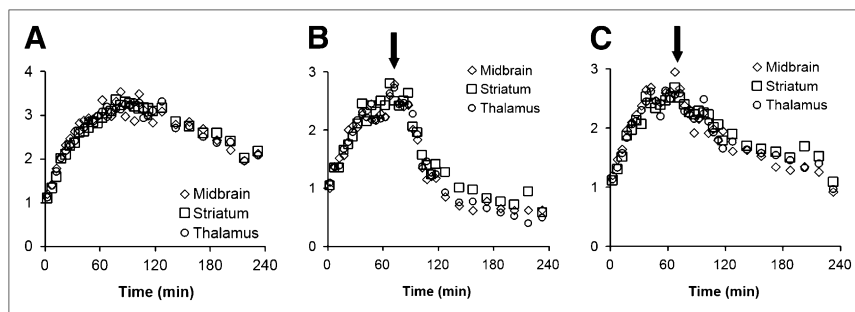 A
4
3
2
1
0
0 60 120 180 240
Time (min)
Midbrain
Striatum
Thalamus
B
3
2
1
0
0 60 120 180 240
Time (min)
Midbrain
Striatum
Thalamus
C
3
2
1
0
0 60 120 180 240
Time (min)
Midbrain
Striatum
Thalamus